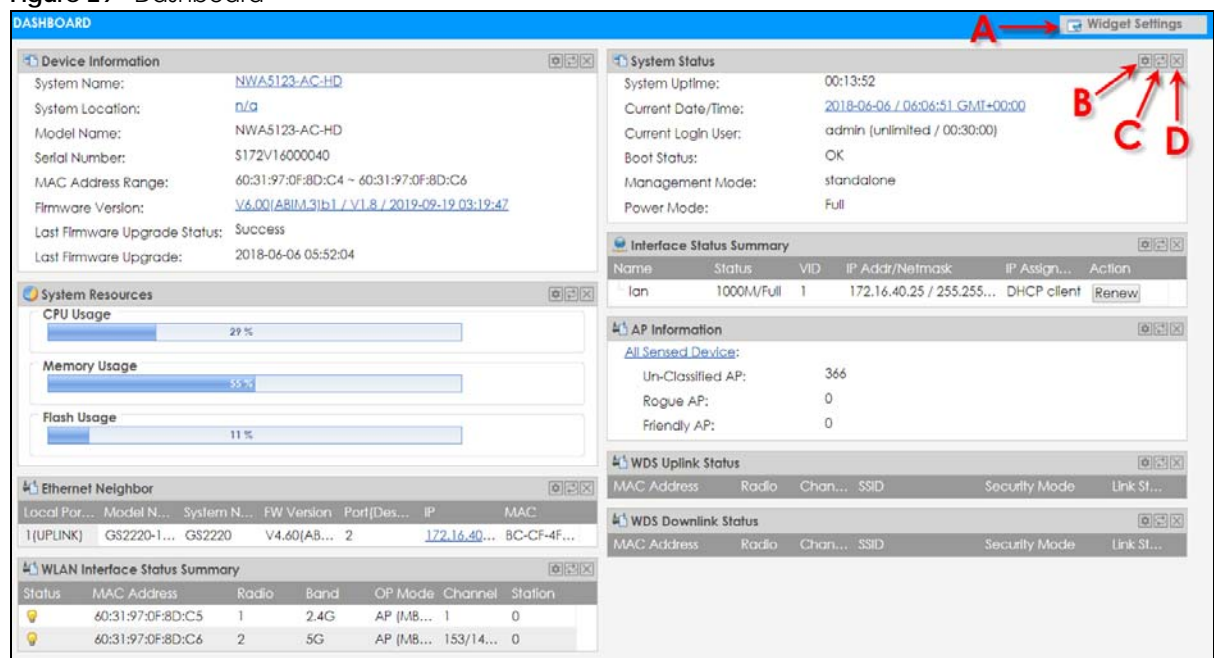 DASHBOARD
A
Widget Settings
Device Information
System Name: NWA5123-AC-HD
System Location: n/a
Model Name: NWA5123-AC-HD
Serial Number: S172V16000040
MAC Address Range: 60:31:97:0F:8D:C4 ~ 60:31:97:0F:8D:C6
Firmware Version: V6.00(ABIM.3)b1 / V1.8 / 2019-09-19 03:19:47
Last Firmware Upgrade Status: Success
Last Firmware Upgrade: 2018-06-06 05:52:04
System Resources
CPU Usage
29 %
Memory Usage
55 %
Flash Usage
11 %
Ethernet Neighbor
Local Por... Model N... System N... FW Version Port(Des... IP MAC
1(UPLINK) GS2220-1... GS2220 V4.60(AB... 2 172.16.40... BC-CF-4F...
WLAN Interface Status Summary
Status MAC Address Radio Band OP Mode Channel Station
60:31:97:0F:8D:C5 1 2.4G AP (MB... 1 0
60:31:97:0F:8D:C6 2 5G AP (MB... 153/14... 0
System Status
System Uptime: 00:13:52
Current Date/Time: 2018-06-06 / 06:06:51 GMT+00:00
Current Login User: admin (unlimited / 00:30:00)
Boot Status: OK
Management Mode: standalone
Power Mode: Full
B
C
D
Interface Status Summary
Name Status VID IP Addr/Netmask IP Assign... Action
lan 1000M/Full 1 172.16.40.25 / 255.255... DHCP client Renew
AP Information
All Sensed Device:
Un-Classified AP: 366
Rogue AP: 0
Friendly AP: 0
WDS Uplink Status
MAC Address Radio Chan... SSID Security Mode Link St...
WDS Downlink Status
MAC Address Radio Chan... SSID Security Mode Link St...